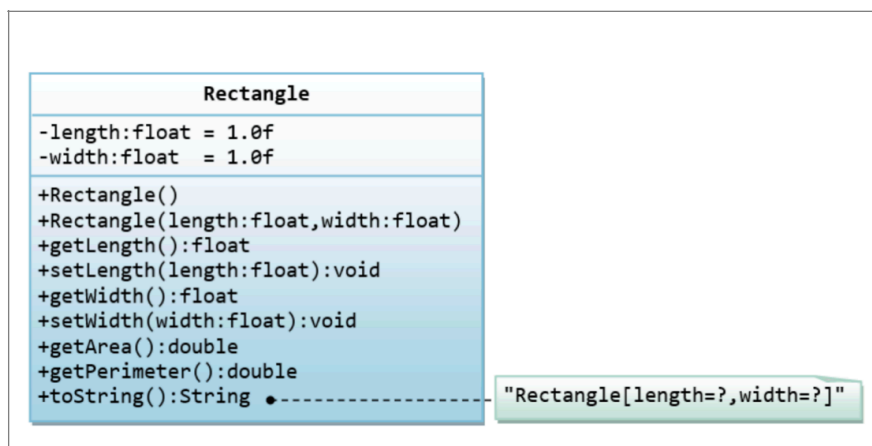 Rectangle
-length:float = 1.0f
-width:float  = 1.0f
+Rectangle()
+Rectangle(length:float,width:float)
+getLength():float
+setLength(length:float):void
+getWidth():float
+setWidth(width:float):void
+getArea():double
+getPerimeter():double
+toString():String
"Rectangle[length=?,width=?]"